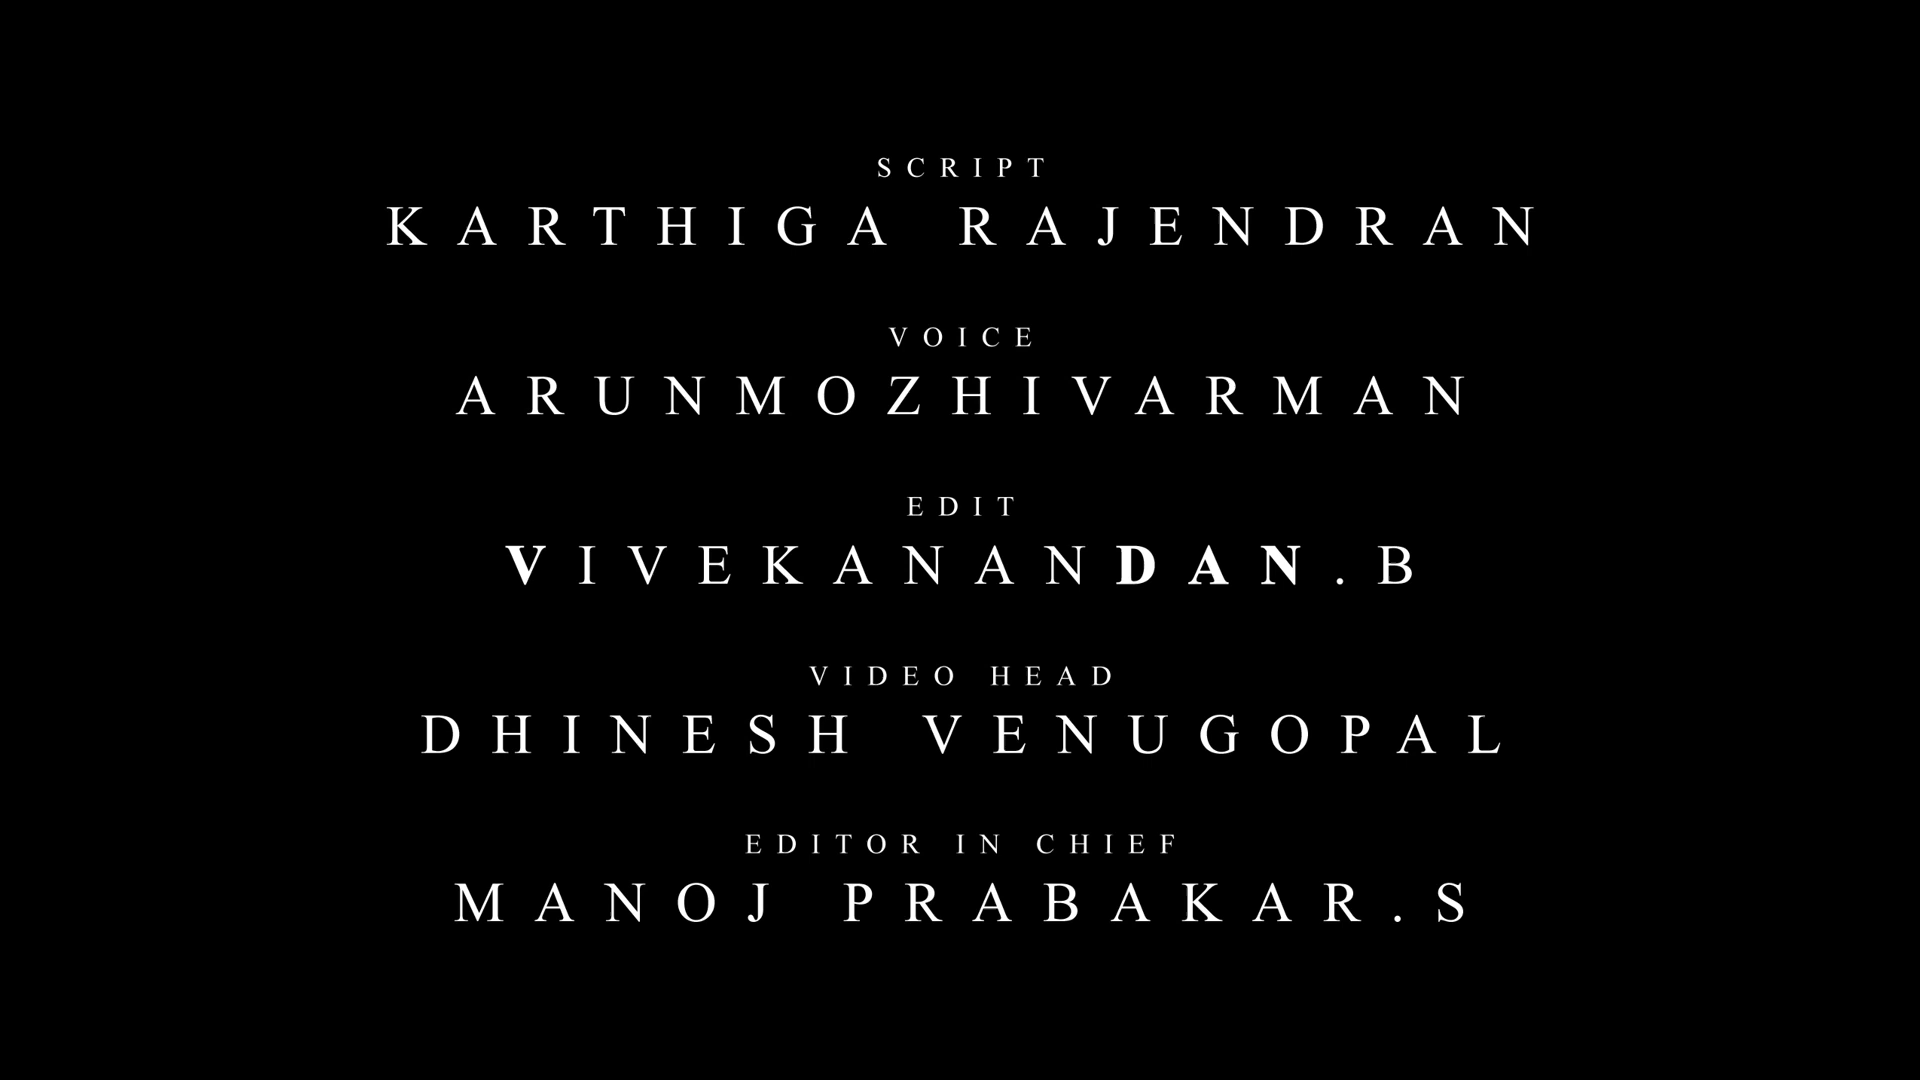 SCRIPT
KARTHIGA RAJENDRAN
VOICE
ARUNMOZHIVARMAN
EDIT
VIVEKANANDAN.B
VIDEO HEAD
DHINESH VENUGOPAL
EDITOR IN CHIEF
MANOJ PRABAKAR.S